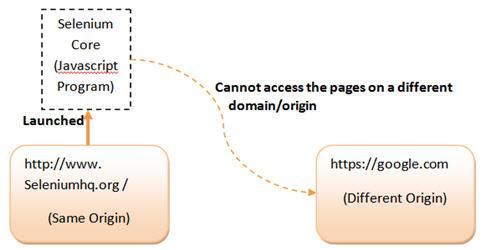 Selenium
Core
(Javascript
Program)
Cannot access the pages on a different
domain/origin
Launched
http://www.
Seleniumhq.org /
(Same Origin)
https://google.com
(Different Origin)